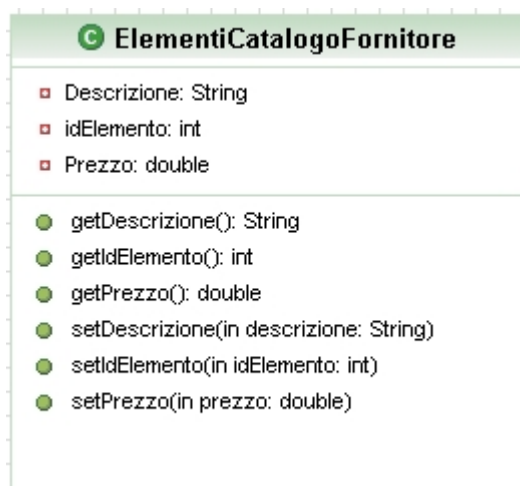 C ElementiCatalogoFornitore
Descrizione: String
idElemento: int
Prezzo: double
getDescrizione(): String
getIdElemento(): int
getPrezzo(): double
setDescrizione(in descrizione: String)
setIdElemento(in idElemento: int)
setPrezzo(in prezzo: double)